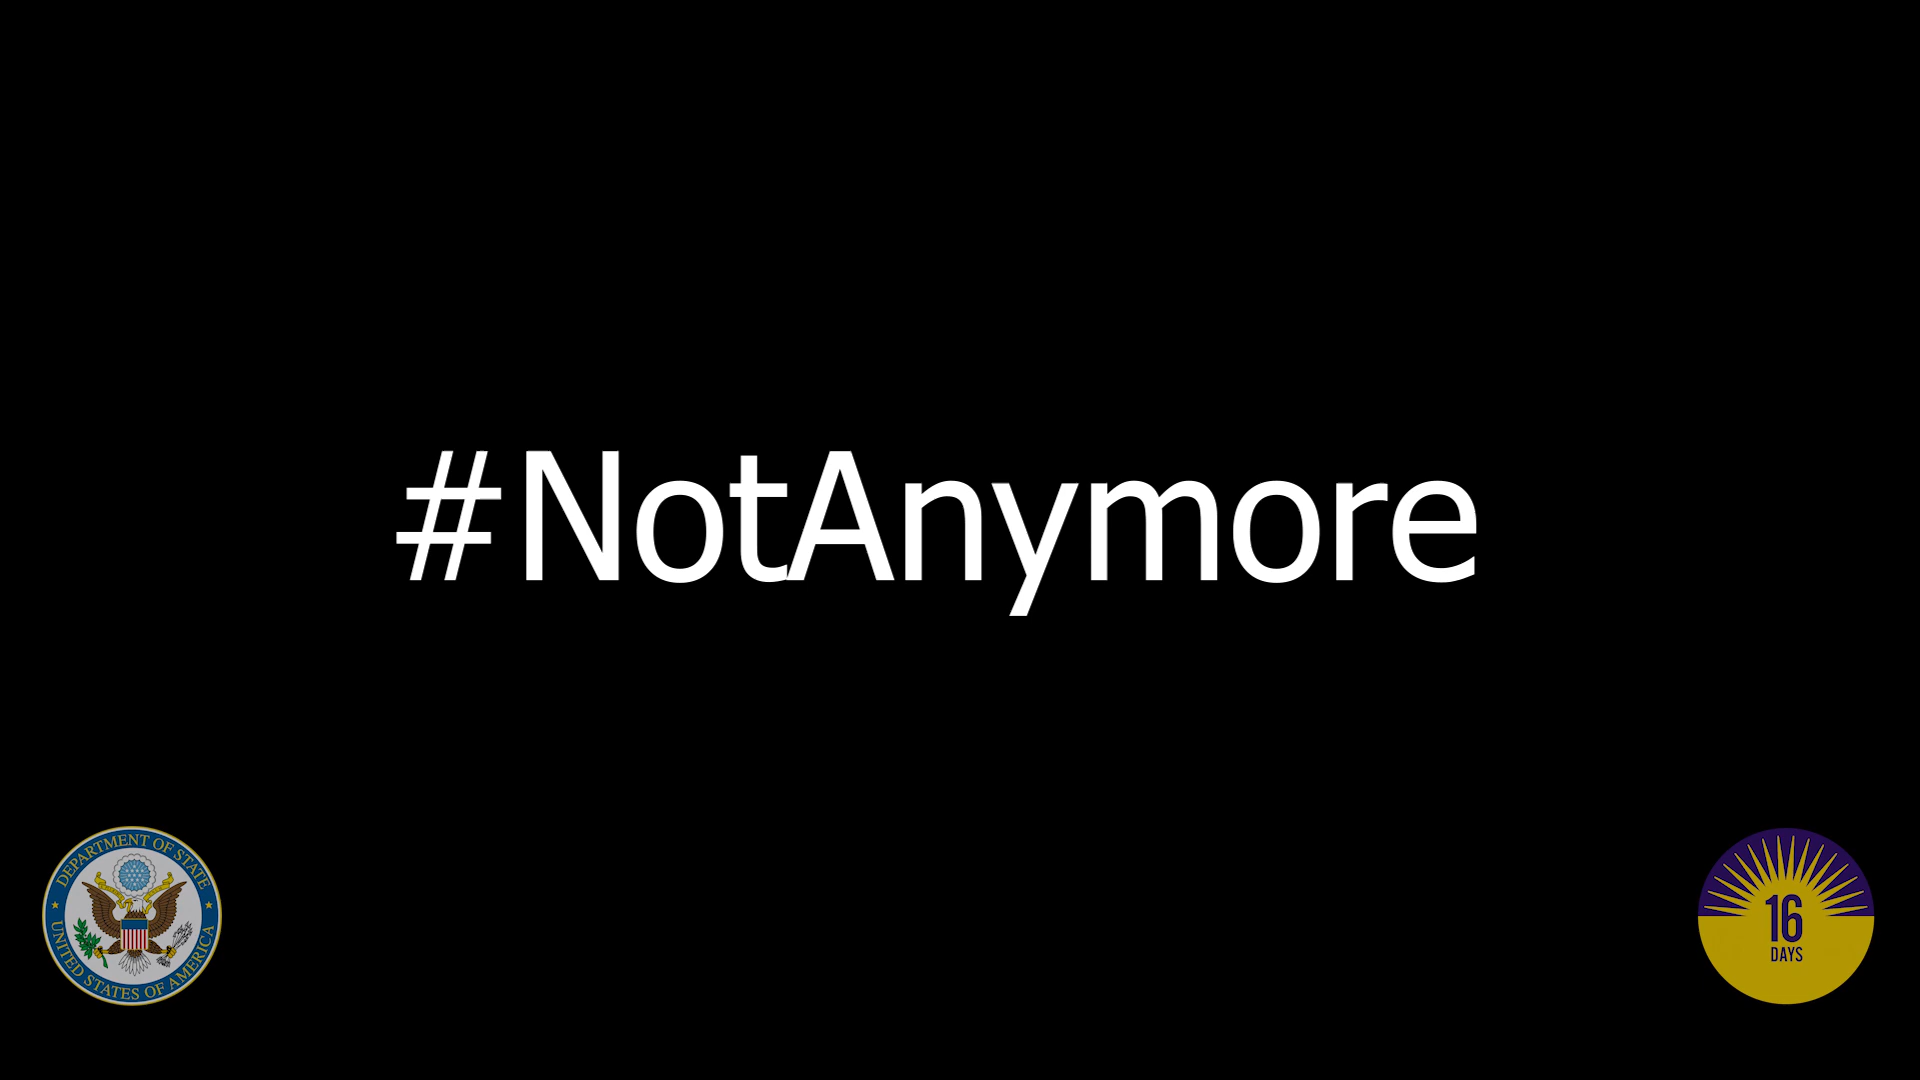 #NotAnymore
DEPARTMENT OF STATE
UNITED STATES OF AMERICA
16
DAYS